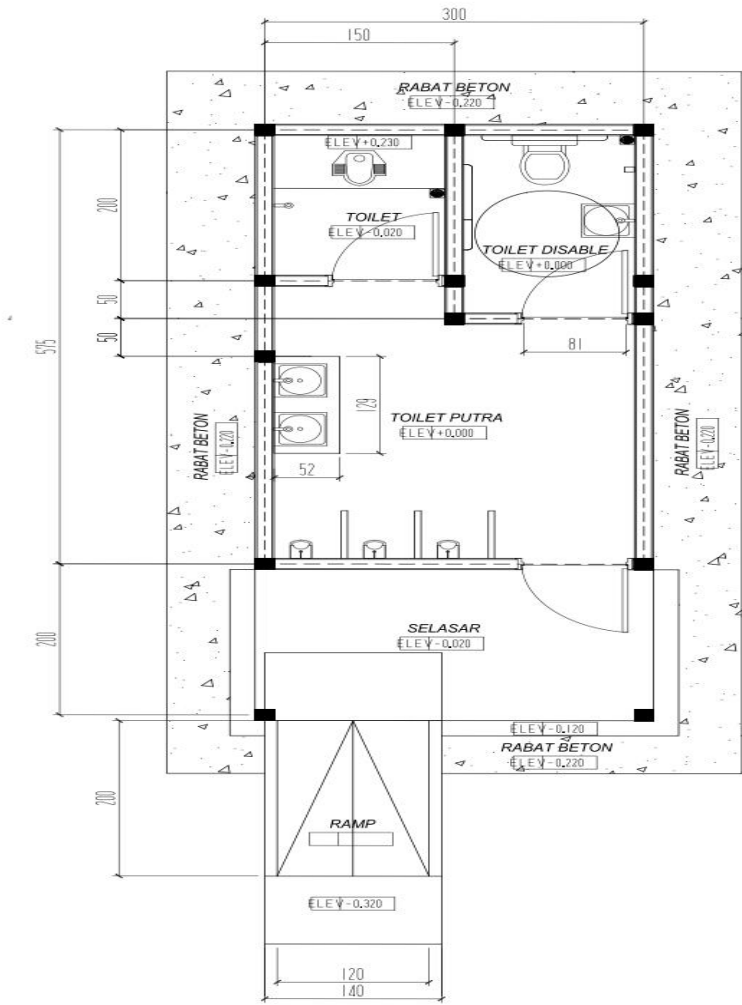 300
150
RABAT BETON
ELEV-0.220
ELEV+0.230
200
TOILET
ELEV-0.020
TOILET DISABLE
ELEV+0.000
50
50
575
81
129
TOILET PUTRA
ELEV+0.000
RABAT BETON
ELEV-0.220
RABAT BETON
ELEV-0.220
52
200
SELASAR
ELEV-0.020
ELEV-0.120
RABAT BETON
ELEV-0.220
200
RAMP
ELEV-0.320
120
140